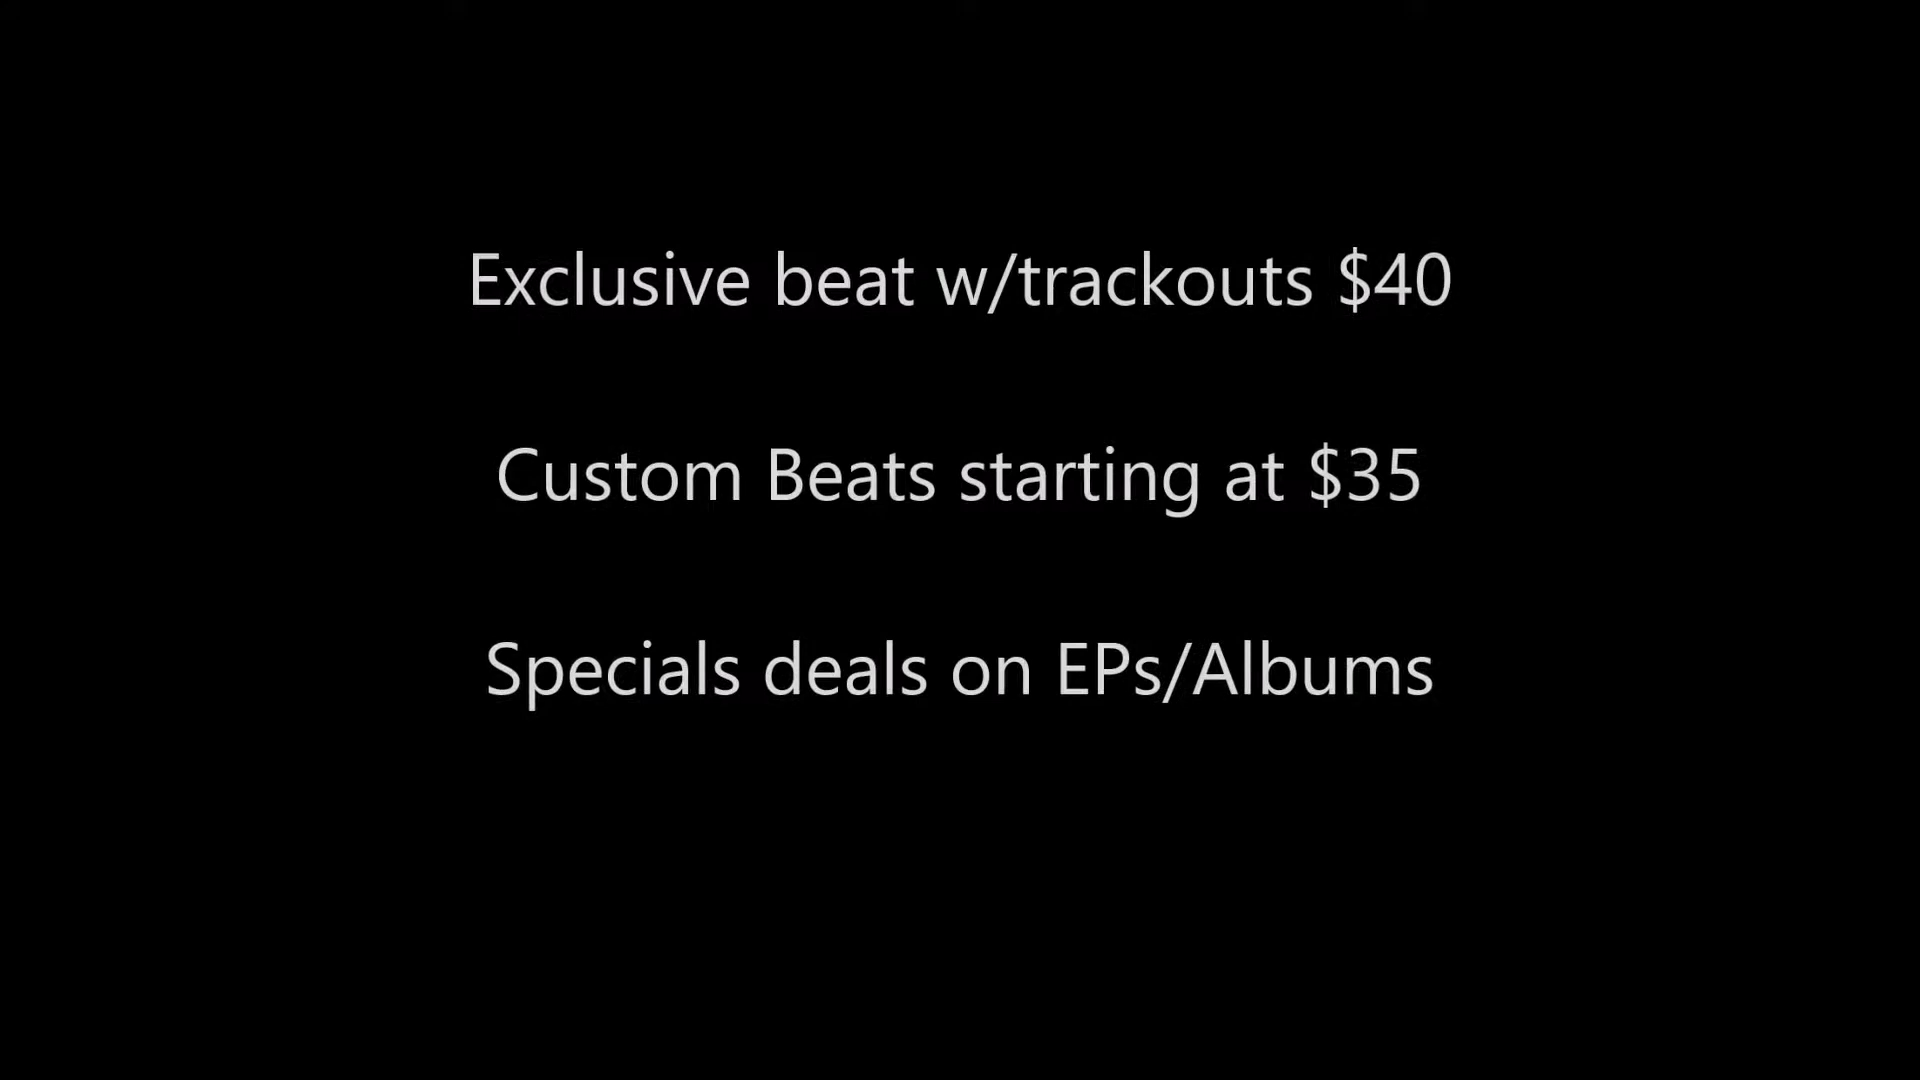 Exclusive beat w/trackouts $40
Custom Beats starting at $35
Specials deals on EPs/Albums